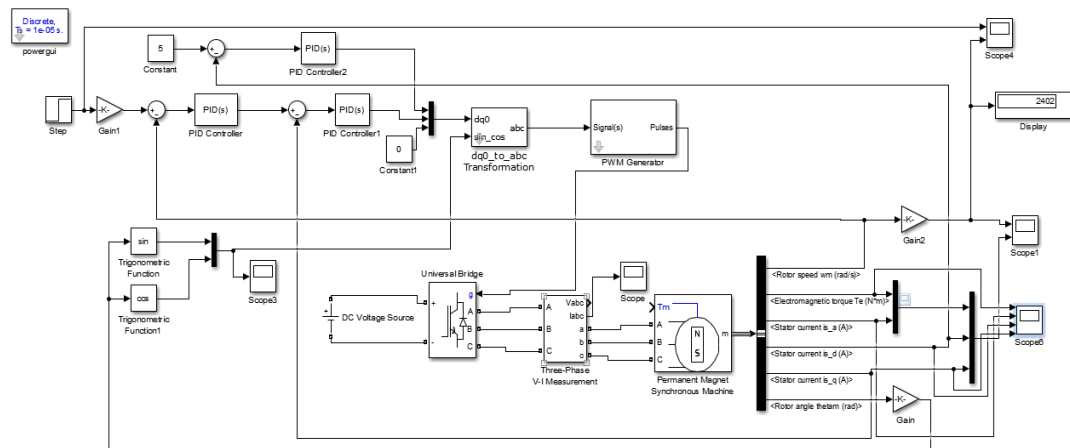 Discrete,
Ts = 1e-05 s.
powergui
5
Constant
PID(s)
PID Controller2
Scope4
Step
-K-
Gain1
PID(s)
PID Controller
PID(s)
PID Controller1
0
Constant1
dq0
sin_cos
abc
dq0_to_abc
Transformation
Signal(s)
Pulses
PWM Generator
2402
Display
sin
Trigonometric
Function
cos
Trigonometric
Function1
Scope3
-K-
Gain2
Scope1
DC Voltage Source
Universal Bridge
g
+
-
A
B
C
Scope
Vabc
Iabc
A
B
C
a
b
c
Three-Phase
V-I Measurement
Tm
A
B
C
N
S
m
Permanent Magnet
Synchronous Machine
<Rotor speed wm (rad/s)>
<Electromagnetic torque Te (N*m)>
<Stator current is_a (A)>
<Stator current is_d (A)>
<Stator current is_q (A)>
<Rotor angle thetam (rad)>
-K-
Gain